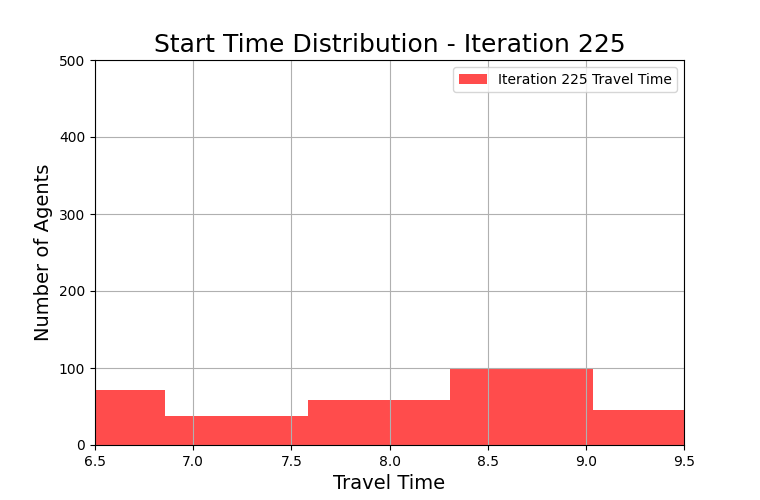 Start Time Distribution - Iteration 225
500
400
300
200
100
0
Number of Agents
Iteration 225 Travel Time
6.5 7.0 7.5 8.0 8.5 9.0 9.5
Travel Time